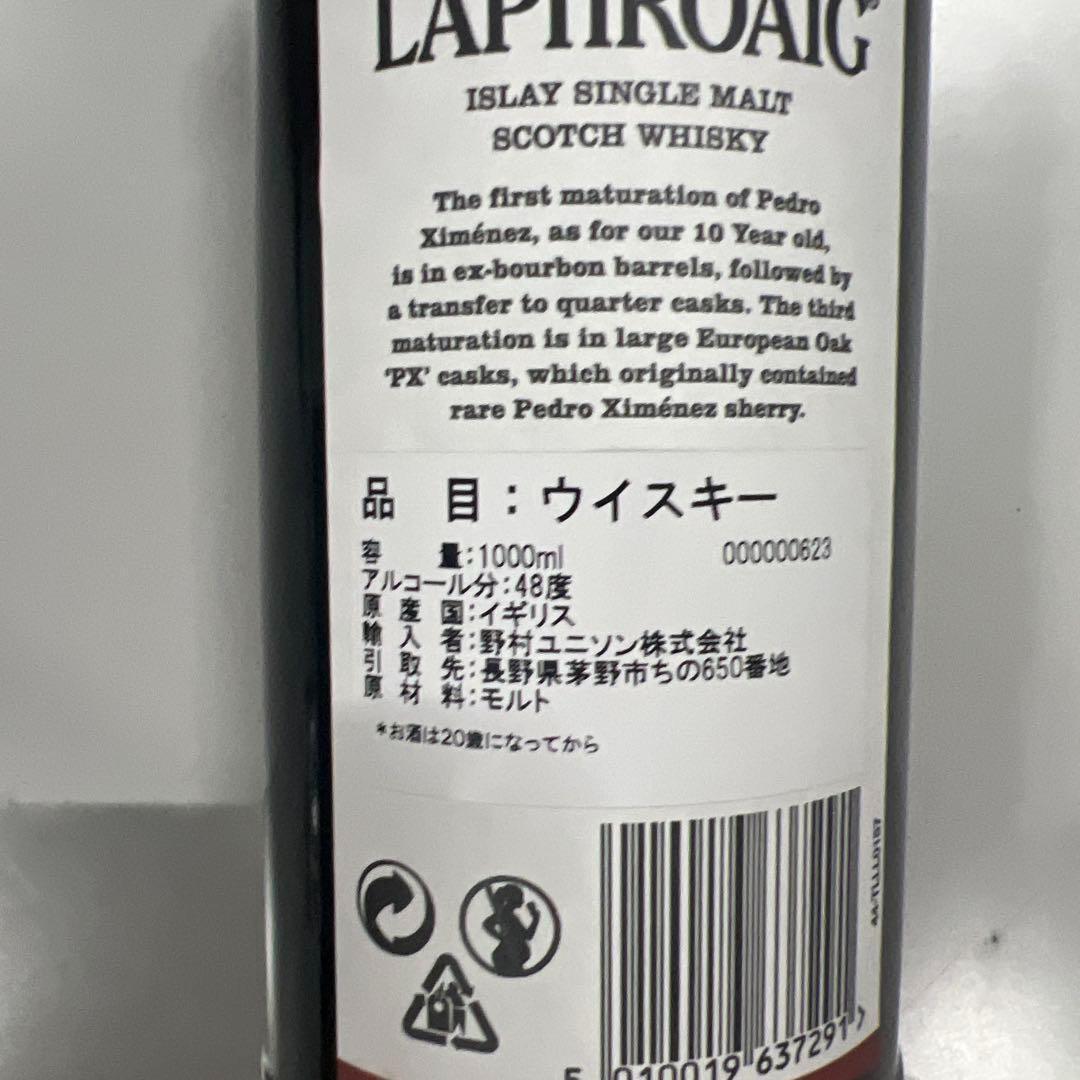 LAPHROAIG
ISLAY SINGLE MALT
SCOTCH WHISKY
The first maturation of Pedro
Ximénez, as for our 10 Year old,
is in ex-bourbon barrels, followed by
a transfer to quarter casks. The third
maturation is in large European Oak
'PX' casks, which originally contained
rare Pedro Ximénez sherry.
品 目:ウイスキー
容 量:1000ml 000000623
アルコール分:48度
原産国:イギリス
輸入者:野村ユニソン株式会社
引取先:長野県茅野市ちの650番地
原材料:モルト
*お酒は20歳になってから
5 010019 637291 >